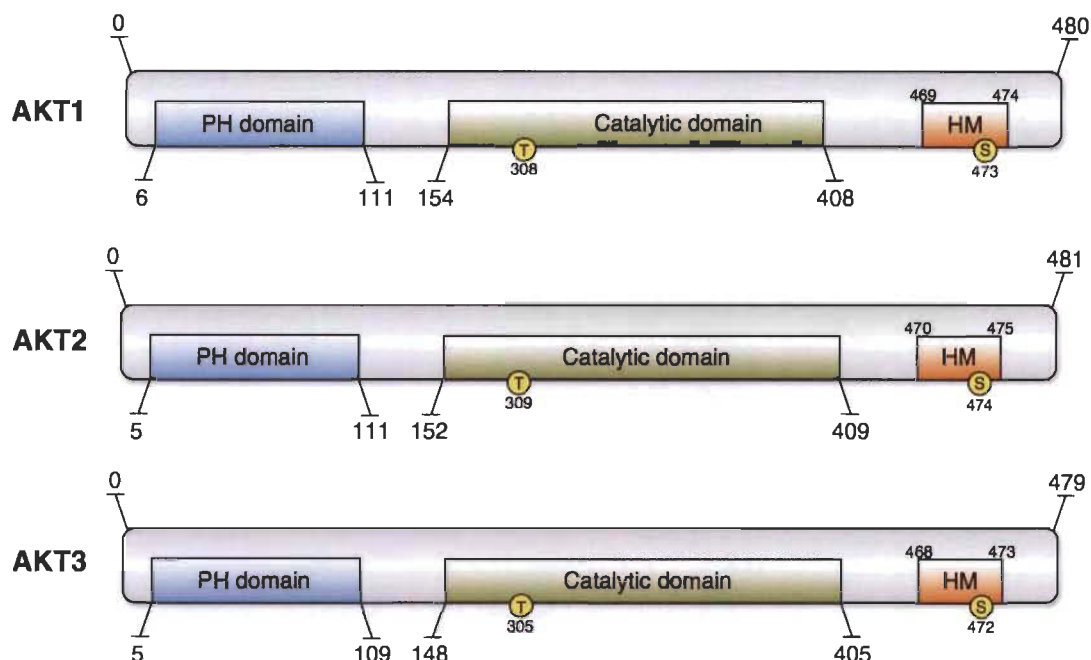 0 480
AKT1
469 474
PH domain Catalytic domain HM
T S
308 473
6 111 154 408
0 481
AKT2
470 475
PH domain Catalytic domain HM
T S
309 474
5 111 152 409
0 479
AKT3
468 473
PH domain Catalytic domain HM
T S
305 472
5 109 148 405